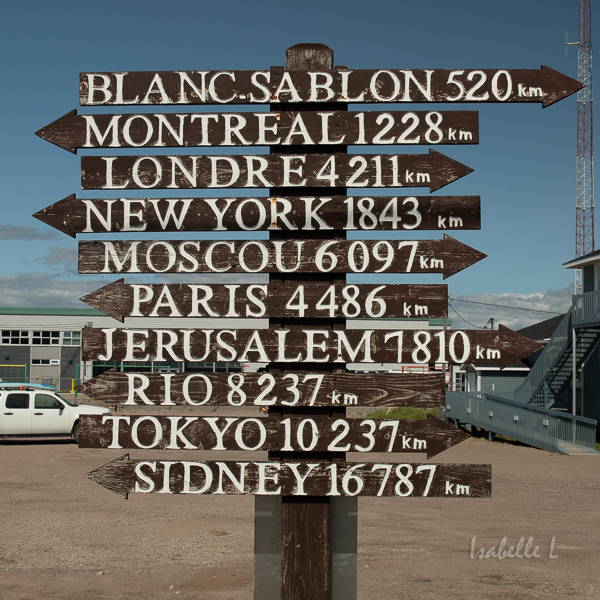 BLANC-SABLON 520 km
MONTREAL 1228 km
LONDRE 4211 km
NEW YORK 1843 km
MOSCOU 6097 km
PARIS 4486 km
JERUSALEM 7810 km
RIO 8237 km
TOKYO 10237 km
SIDNEY 16787 km
Isabelle L